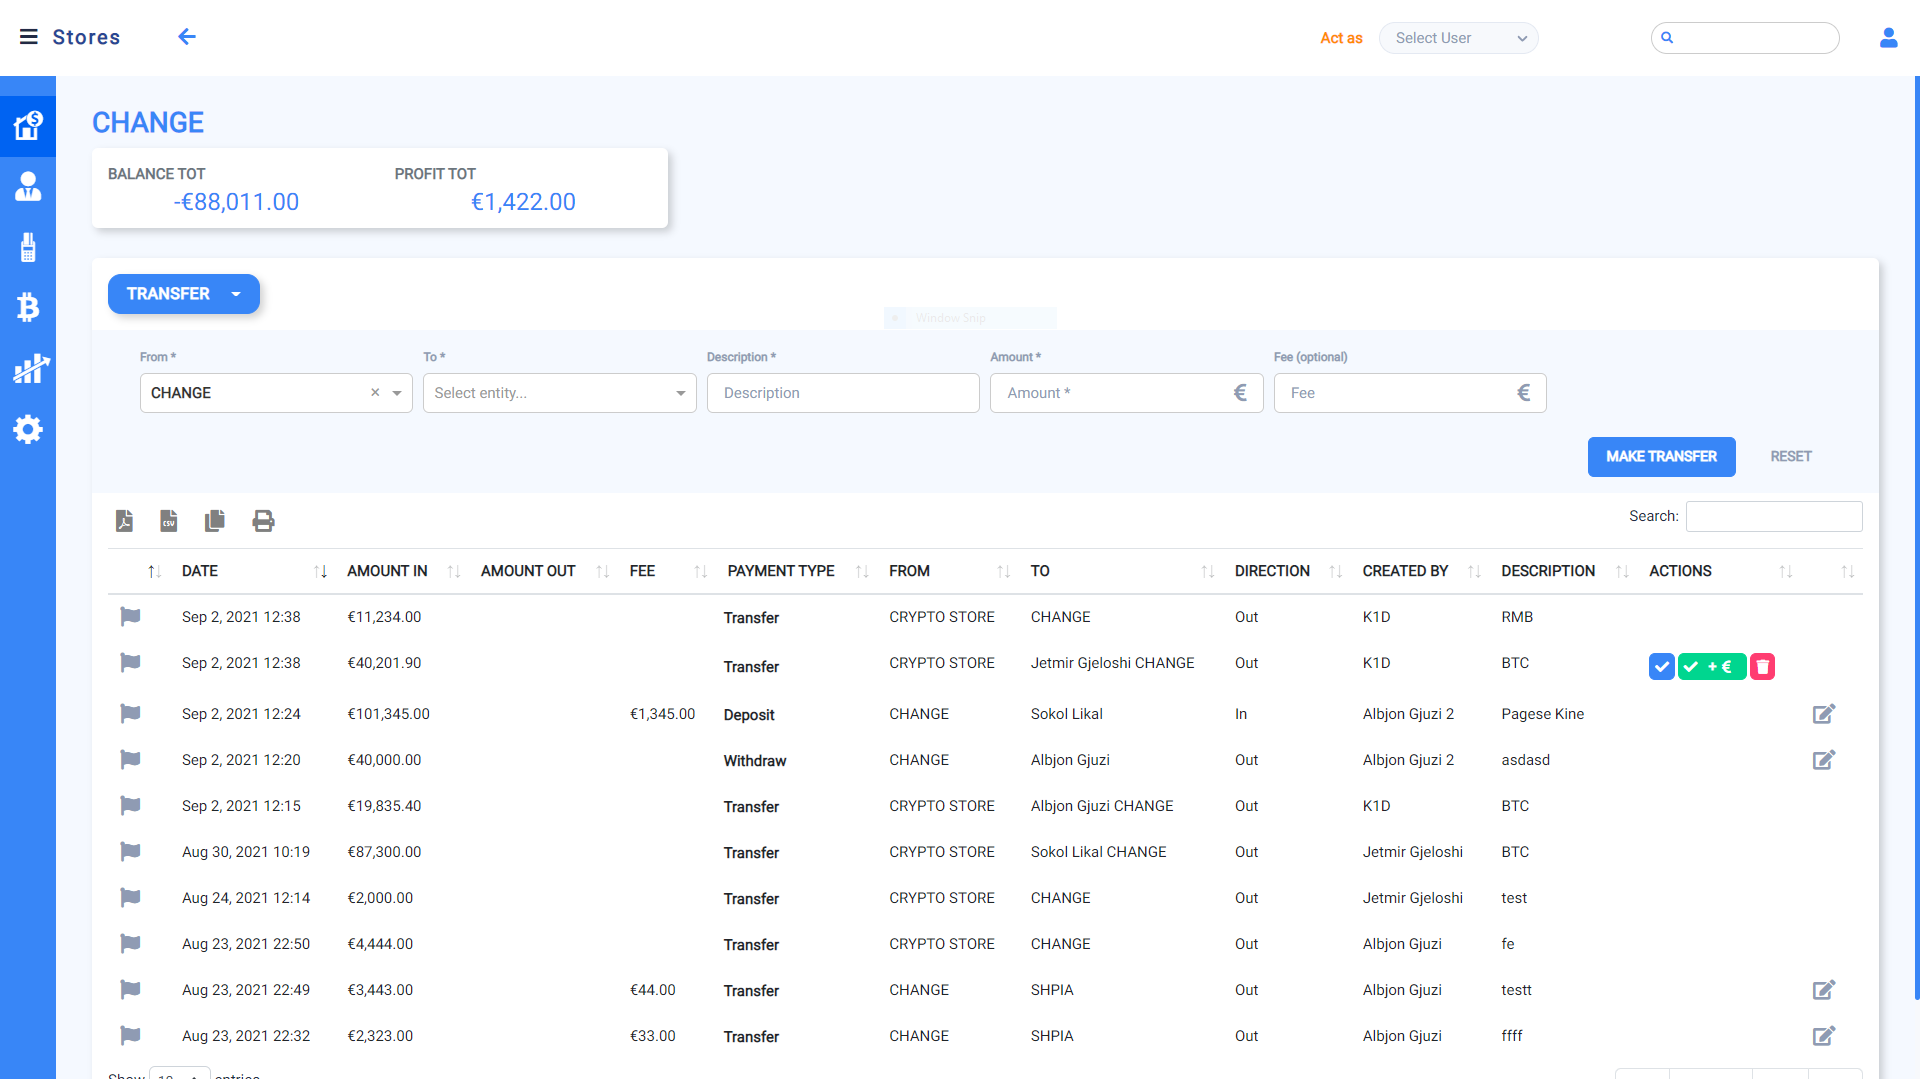 Stores
Act as Select User
CHANGE
BALANCE TOT PROFIT TOT
-€88,011.00 €1,422.00
TRANSFER
Window Snip
From * To * Description * Amount * Fee (optional)
CHANGE × Select entity... Description Amount * € Fee €
MAKE TRANSFER RESET
CSV
Search:
DATE AMOUNT IN AMOUNT OUT FEE PAYMENT TYPE FROM TO DIRECTION CREATED BY DESCRIPTION ACTIONS
Sep 2, 2021 12:38 €11,234.00 Transfer CRYPTO STORE CHANGE Out K1D RMB
Sep 2, 2021 12:38 €40,201.90 Transfer CRYPTO STORE Jetmir Gjeloshi CHANGE Out K1D BTC + €
Sep 2, 2021 12:24 €101,345.00 €1,345.00 Deposit CHANGE Sokol Likal In Albjon Gjuzi 2 Pagese Kine
Sep 2, 2021 12:20 €40,000.00 Withdraw CHANGE Albjon Gjuzi Out Albjon Gjuzi 2 asdasd
Sep 2, 2021 12:15 €19,835.40 Transfer CRYPTO STORE Albjon Gjuzi CHANGE Out K1D BTC
Aug 30, 2021 10:19 €87,300.00 Transfer CRYPTO STORE Sokol Likal CHANGE Out Jetmir Gjeloshi BTC
Aug 24, 2021 12:14 €2,000.00 Transfer CRYPTO STORE CHANGE Out Jetmir Gjeloshi test
Aug 23, 2021 22:50 €4,444.00 Transfer CRYPTO STORE CHANGE Out Albjon Gjuzi fe
Aug 23, 2021 22:49 €3,443.00 €44.00 Transfer CHANGE SHPIA Out Albjon Gjuzi testt
Aug 23, 2021 22:32 €2,323.00 €33.00 Transfer CHANGE SHPIA Out Albjon Gjuzi ffff
Show 10 entries